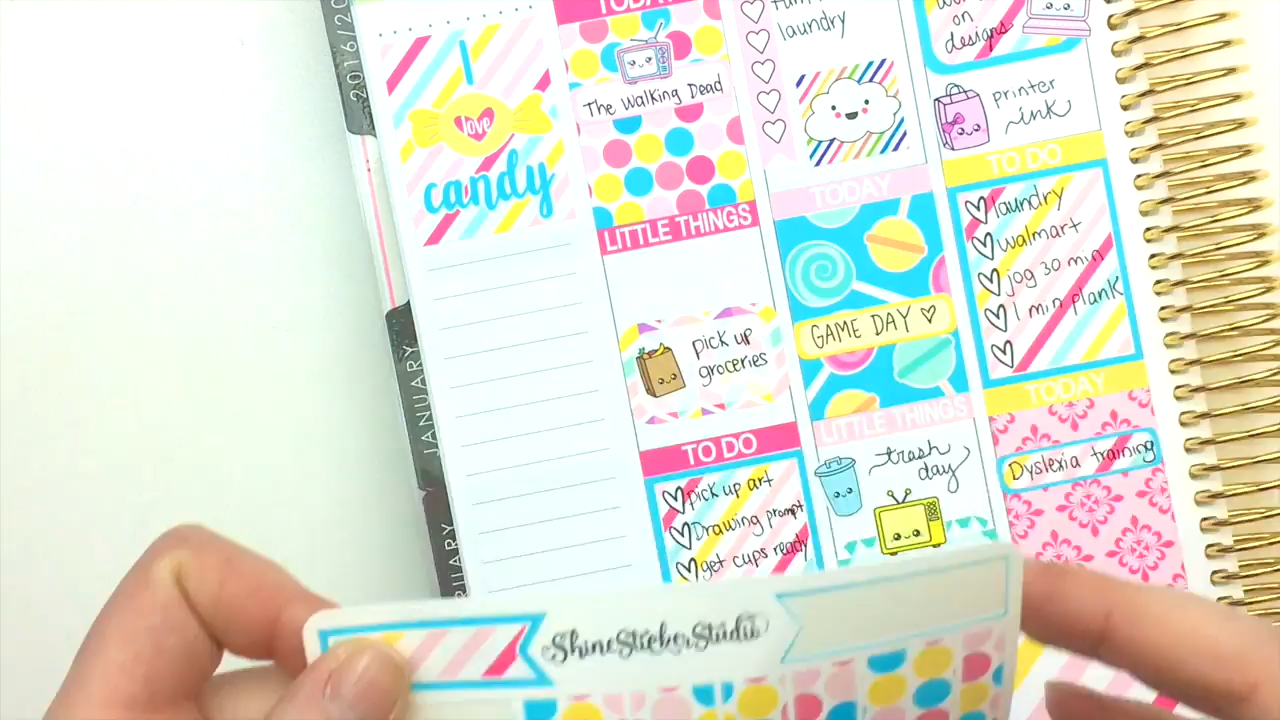 2016/20
JANUARY
I
love
candy
TODAY
The Walking Dead
LITTLE THINGS
pick up
groceries
TO DO
pick up art
Drawing prompt
get cups ready
laundry
TODAY
GAME DAY
LITTLE THINGS
trash
day
on
designs
printer
ink
TO DO
laundry
walmart
jog 30 min
1 min plank
TODAY
Dyslexia training
ShineStickerStudio